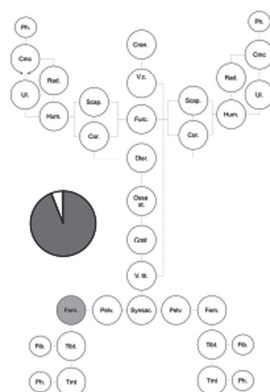 Ph.
Ph.
Cran.
Cmc
Cmc
V.c.
Rad.
Rad.
Ul.
Ul.
Scap.
Scap.
Hum.
Furc.
Hum.
Cor.
Cor.
Ossa
st.
Cost
V. th.
Fem.
Pelv.
Synsac.
Pelv.
Fem.
Fib.
Tibt.
Tibt.
Fib.
Ph.
Tmt
Tmt
Ph.